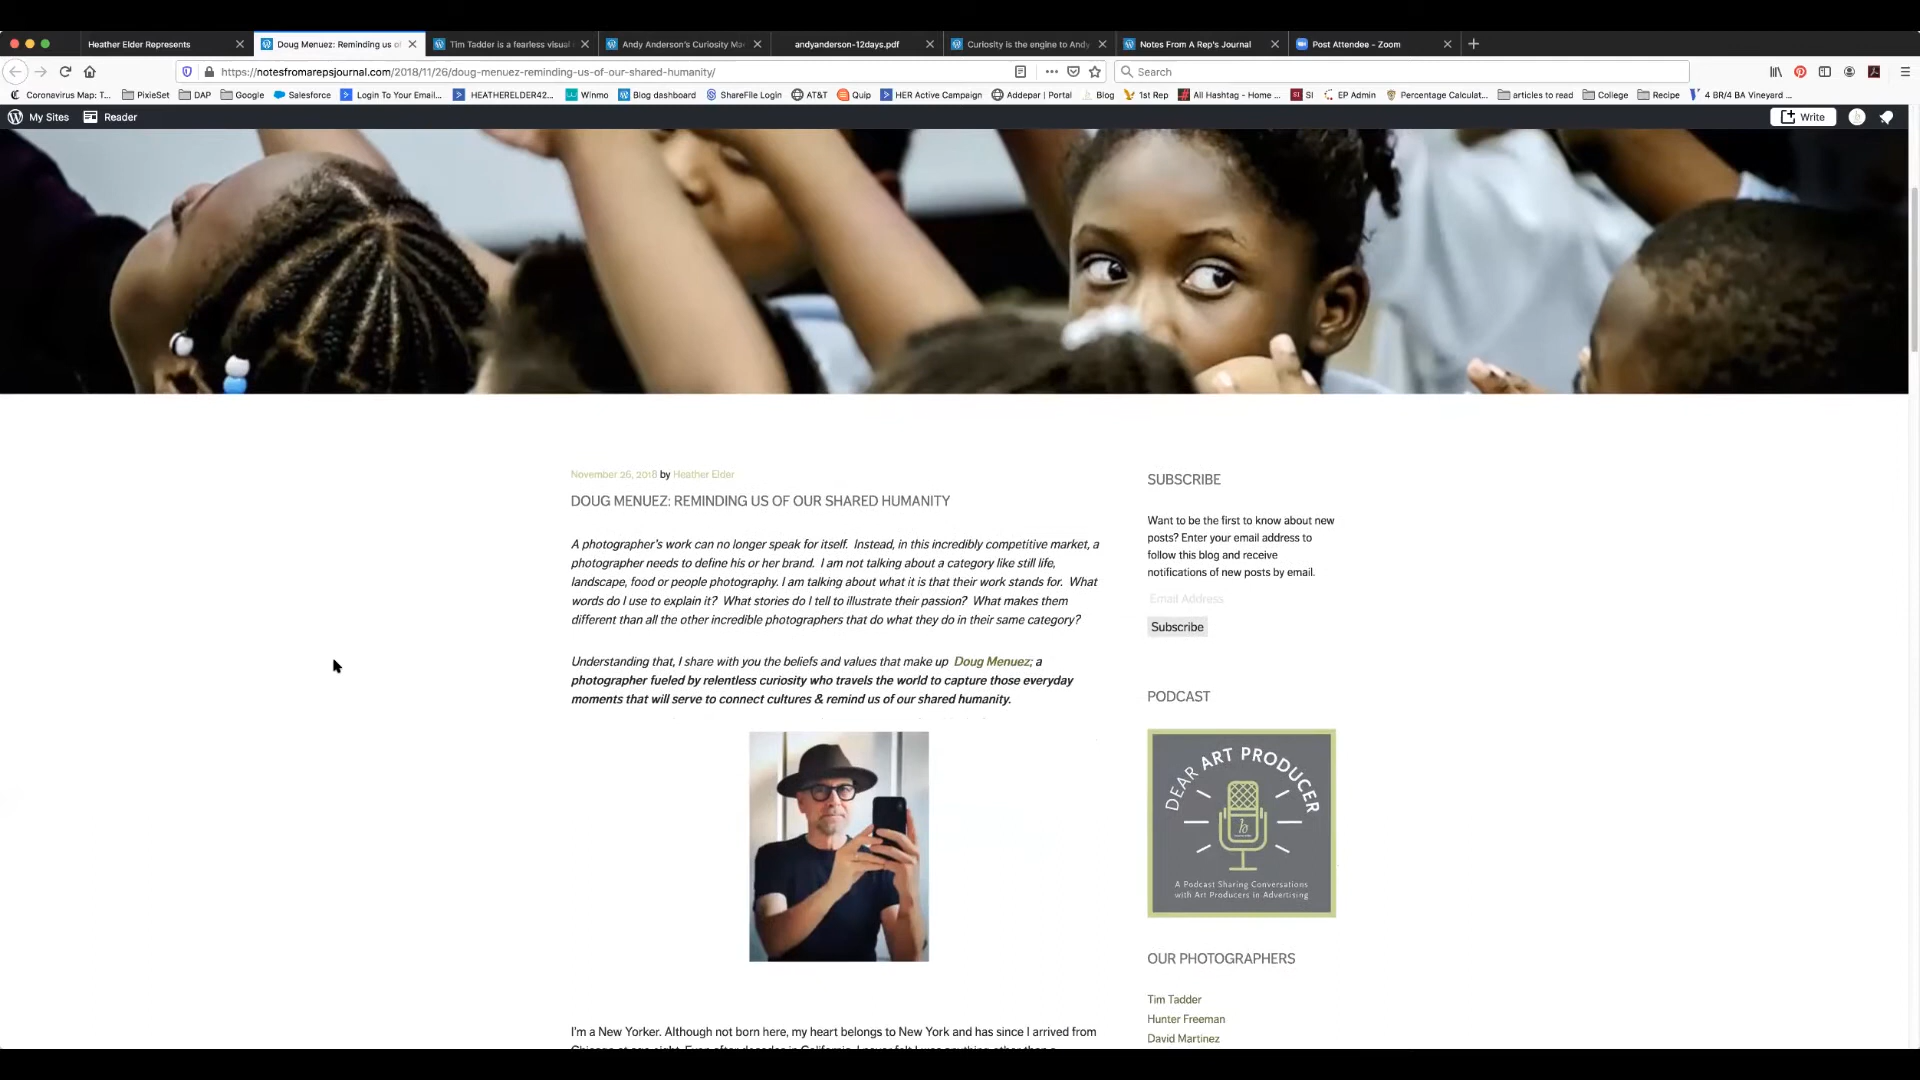 Heather Elder Represents
Doug Menuez: Reminding us o
Tim Tadder is a fearless visual
Andy Anderson's Curiosity Ma
andyanderson-12days.pdf
Curiosity is the engine to Andy
Notes From A Rep's Journal
Post Attendee - Zoom
https://notesfromarepsjournal.com/2018/11/26/doug-menuez-reminding-us-of-our-shared-humanity/
Search
Coronavirus Map: T...
PixieSet
DAP
Google
Salesforce
Login To Your Email...
HEATHERELDER42...
Winmo
Blog dashboard
ShareFile Login
AT&T
Quip
HER Active Campaign
Addepar | Portal
Blog
1st Rep
All Hashtag - Home ...
SI
EP Admin
Percentage Calculat...
articles to read
College
Recipe
4 BR/4 BA Vineyard ...
My Sites
Reader
Write
November 26, 2018 by Heather Elder
DOUG MENUEZ: REMINDING US OF OUR SHARED HUMANITY
A photographer's work can no longer speak for itself. Instead, in this incredibly competitive market, a
photographer needs to define his or her brand. I am not talking about a category like still life,
landscape, food or people photography. I am talking about what it is that their work stands for. What
words do I use to explain it? What stories do I tell to illustrate their passion? What makes them
different than all the other incredible photographers that do what they do in their same category?
Understanding that, I share with you the beliefs and values that make up Doug Menuez; a
photographer fueled by relentless curiosity who travels the world to capture those everyday
moments that will serve to connect cultures & remind us of our shared humanity.
I'm a New Yorker. Although not born here, my heart belongs to New York and has since I arrived from
SUBSCRIBE
Want to be the first to know about new
posts? Enter your email address to
follow this blog and receive
notifications of new posts by email.
Email Address
Subscribe
PODCAST
DEAR ART PRODUCER
A Podcast Sharing Conversations
with Art Producers in Advertising
OUR PHOTOGRAPHERS
Tim Tadder
Hunter Freeman
David Martinez